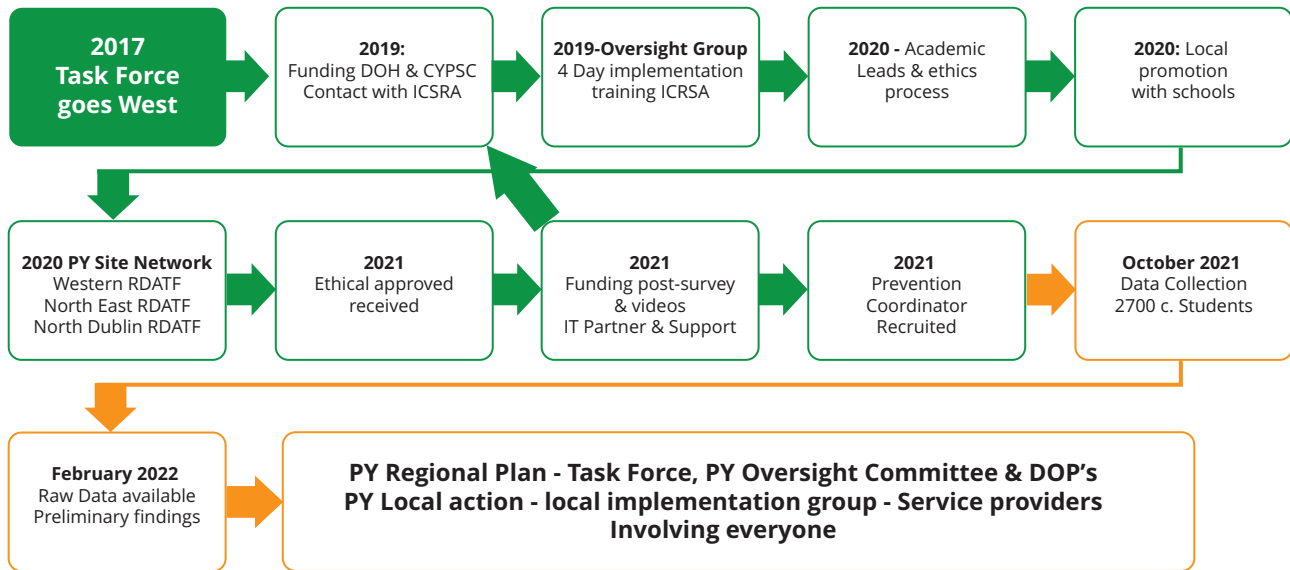 2017
Task Force
goes West
2019:
Funding DOH & CYPSC
Contact with ICSRA
2019-Oversight Group
4 Day implementation
training ICRSA
2020 - Academic
Leads & ethics
process
2020: Local
promotion
with schools
2020 PY Site Network
Western RDATF
North East RDATF
North Dublin RDATF
2021
Ethical approved
received
2021
Funding post-survey
& videos
IT Partner & Support
2021
Prevention
Coordinator
Recruited
October 2021
Data Collection
2700 c. Students
February 2022
Raw Data available
Preliminary findings
PY Regional Plan - Task Force, PY Oversight Committee & DOP's
PY Local action - local implementation group - Service providers
Involving everyone